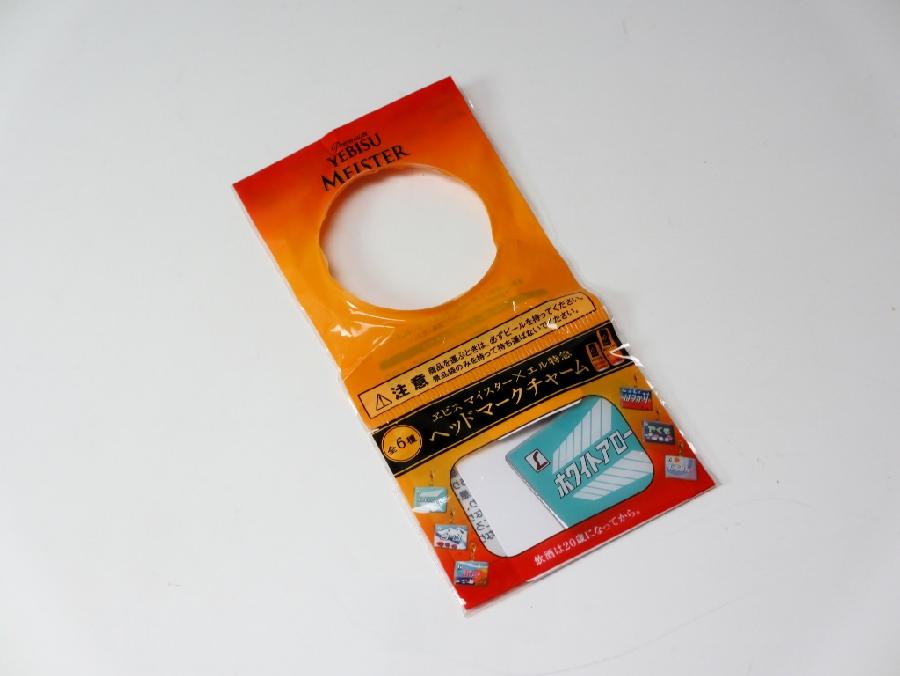 Premium
YEBISU
MEISTER
注意
商品を運ぶときは、必ずビールを持ってください。
景品袋のみを持って持ち運ばないでください。
ヱビス マイスター×エル特急
ヘッドマークチャーム
全6種
L
ホワイトアロー
飲酒は20歳になってから。